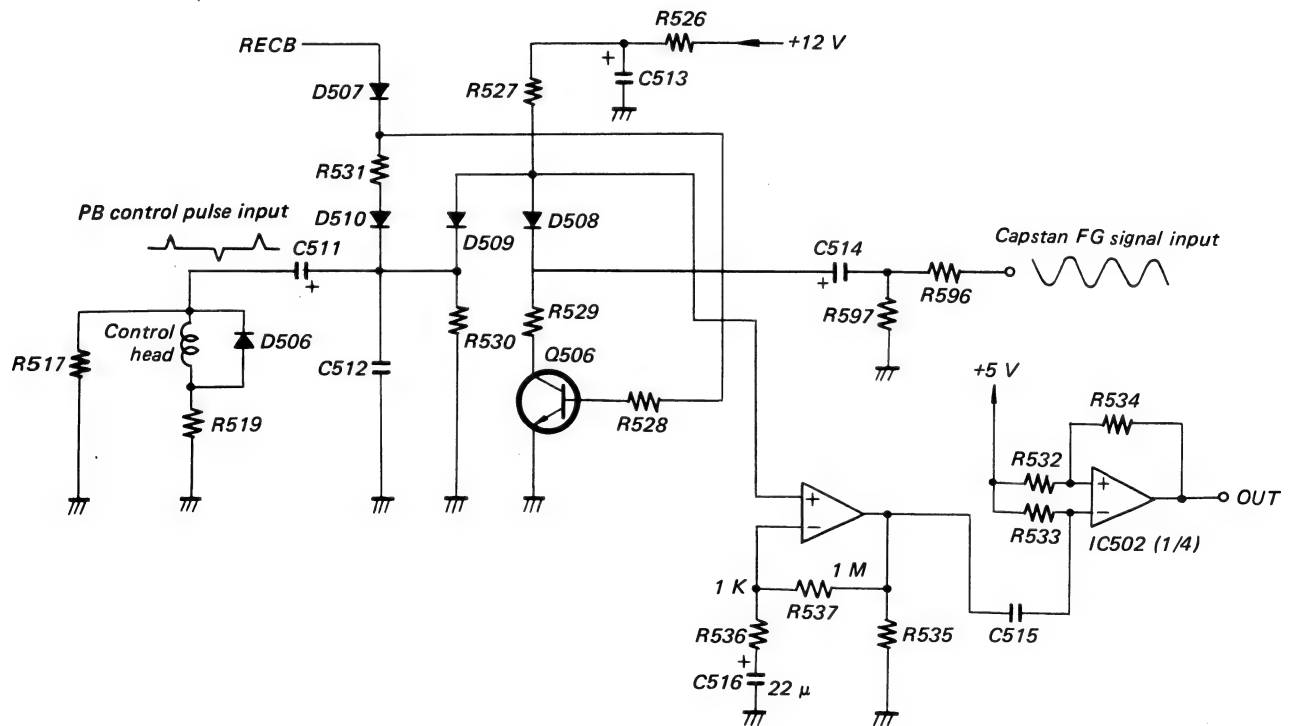 R526
RECB
+12 V
+
C513
D507
R527
R531
PB control pulse input
D510
D509
D508
C511
+
C514
+
Capstan FG signal input
R596
R597
Control
head
D506
R517
R519
C512
R530
R529
Q506
R528
+5 V
R534
R532
+
-
R533
OUT
IC502 (1/4)
+
-
1 K
1 M
R537
R536
R535
C515
+
C516
22 μ